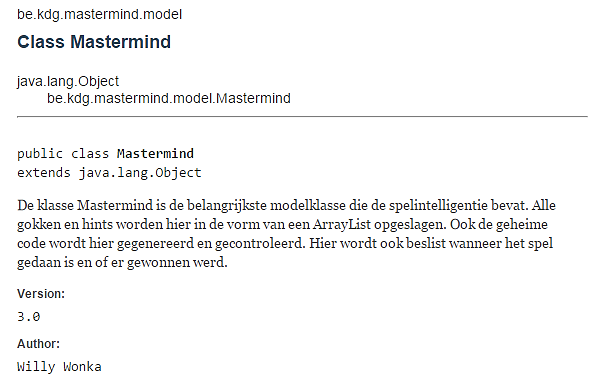 be.kdg.mastermind.model
Class Mastermind
java.lang.Object
be.kdg.mastermind.model.Mastermind
public class Mastermind
extends java.lang.Object
De klasse Mastermind is de belangrijkste modelklasse die de spelintelligentie bevat. Alle
gokken en hints worden hier in de vorm van een ArrayList opgeslagen. Ook de geheime
code wordt hier gegenereerd en gecontroleerd. Hier wordt ook beslist wanneer het spel
gedaan is en of er gewonnen werd.
Version:
3.0
Author:
Willy Wonka